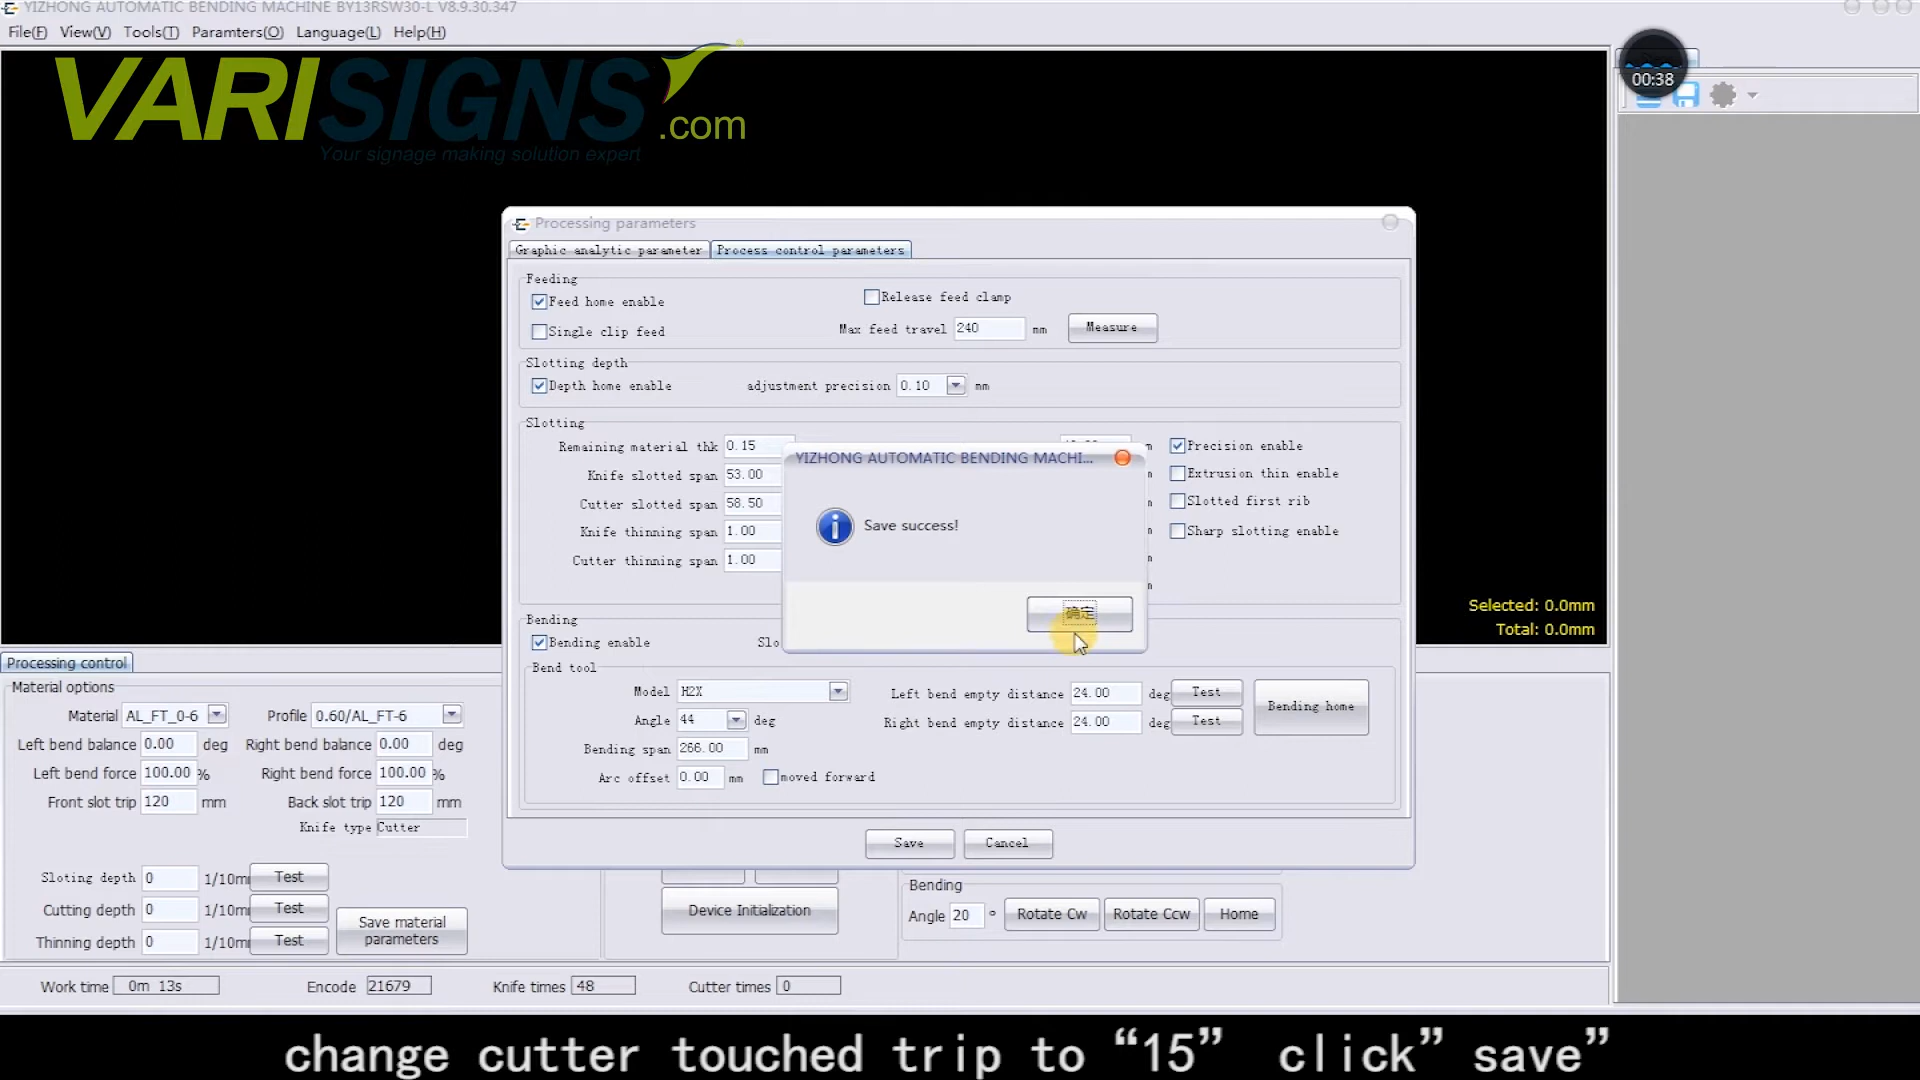 YIZHONG AUTOMATIC BENDING MACHINE BY13RSW30-L V8.9.30.347
File(F) View(V) Tools(T) Paramters(O) Language(L) Help(H)
VARISIGNS.com
Your signage making solution expert
00:38
Processing parameters
Graphic analytic parameter Process control parameters
Feeding
Feed home enable Release feed clamp
Single clip feed Max feed travel 240 mm Measure
Slotting depth
Depth home enable adjustment precision 0.10 mm
Slotting
Remaining material thk 0.15 Precision enable
Knife slotted span 53.00 Extrusion thin enable
Cutter slotted span 58.50 Slotted first rib
Knife thinning span 1.00 Sharp slotting enable
Cutter thinning span 1.00
YIZHONG AUTOMATIC BENDING MACHI...
Save success!
确定
Selected: 0.0mm
Total: 0.0mm
Bending
Bending enable Slo
Bend tool
Model H2X Left bend empty distance 24.00 deg Test Bending home
Angle 44 deg Right bend empty distance 24.00 deg Test
Bending span 266.00 mm
Arc offset 0.00 mm moved forward
Save Cancel
Processing control
Material options
Material AL_FT_0-6 Profile 0.60/AL_FT-6
Left bend balance 0.00 deg Right bend balance 0.00 deg
Left bend force 100.00 % Right bend force 100.00 %
Front slot trip 120 mm Back slot trip 120 mm
Knife type Cutter
Sloting depth 0 1/10mm Test
Cutting depth 0 1/10mm Test
Thinning depth 0 1/10mm Test
Save material parameters
Device Initialization
Bending
Angle 20 ° Rotate Cw Rotate Ccw Home
Work time 0m 13s Encode 21679 Knife times 48 Cutter times 0
change cutter touched trip to “15” click”save”